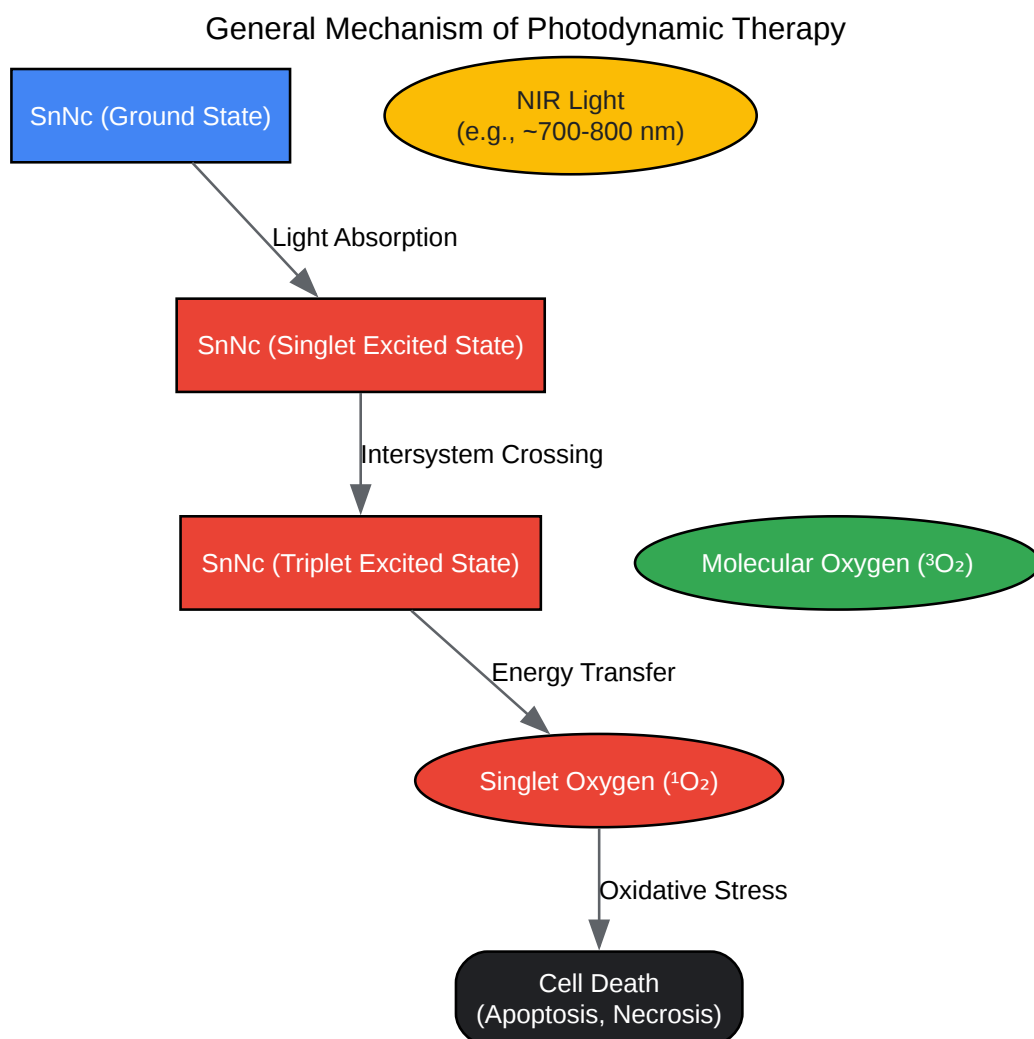 General Mechanism of Photodynamic Therapy
SnNc (Ground State)
NIR Light
(e.g., ~700-800 nm)
Light Absorption
SnNc (Singlet Excited State)
Intersystem Crossing
SnNc (Triplet Excited State)
Molecular Oxygen (³O₂)
Energy Transfer
Singlet Oxygen (¹O₂)
Oxidative Stress
Cell Death
(Apoptosis, Necrosis)